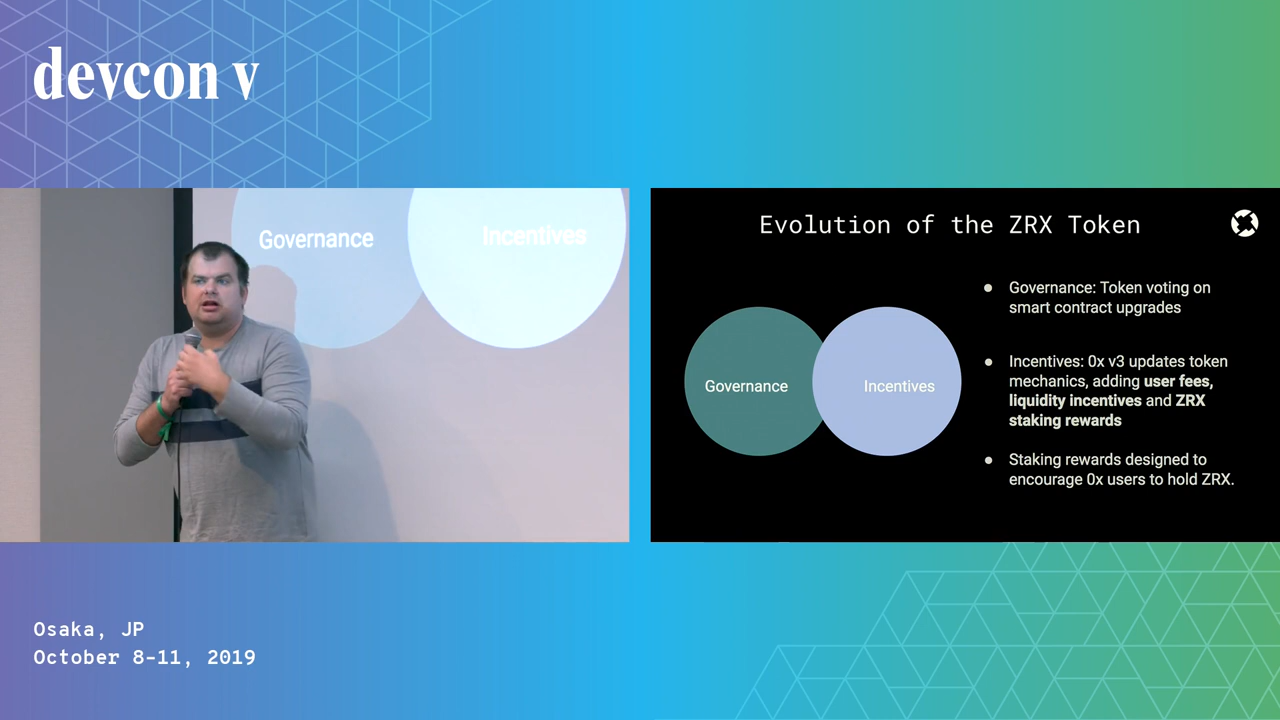 devcon v
Governance
Incentives
Evolution of the ZRX Token
Governance
Incentives
● Governance: Token voting on
smart contract upgrades
● Incentives: 0x v3 updates token
mechanics, adding user fees,
liquidity incentives and ZRX
staking rewards
● Staking rewards designed to
encourage 0x users to hold ZRX.
Osaka, JP
October 8-11, 2019